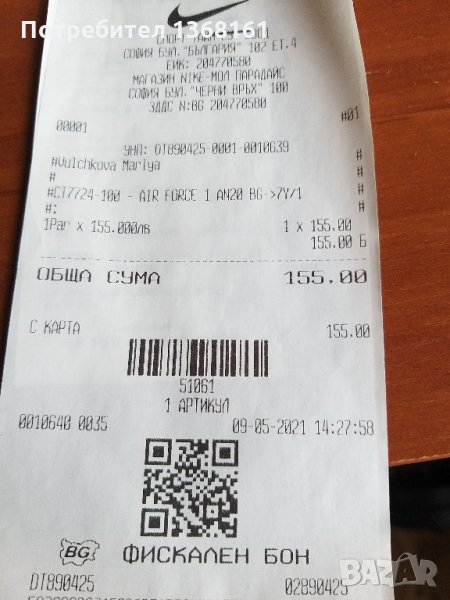 Потребител 1368161
СОФИЯ БУЛ. "БЪЛГАРИЯ" 102 ЕТ.4
ЕИК: 204770580
МАГАЗИН NIKE-МОЛ ПАРАДАЙС
СОФИЯ БУЛ. "ЧЕРНИ ВРЪХ" 100
ЗДДС N:BG 204770580
00001 #01
УНП: DT890425-0001-0010639
#Vulchkova Mariya #
# #
#CT7724-100 - AIR FORCE 1 AN20 BG->7Y/1 #
#: #
1Par x 155.000лв 1 x 155.00
155.00 Б
ОБЩА СУМА 155.00
С КАРТА 155.00
51061
1 АРТИКУЛ
0010640 0035 09-05-2021 14:27:58
BG ФИСКАЛЕН БОН
DT890425 02890425
BAZAR